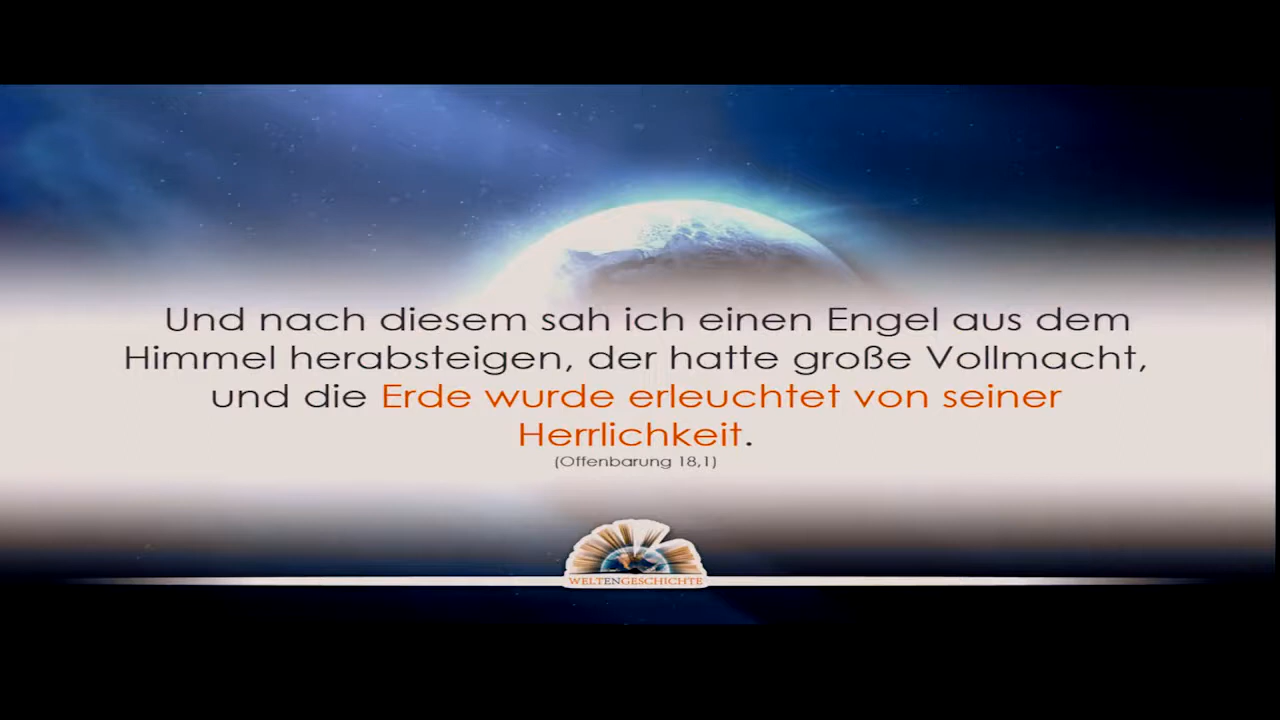 Und nach diesem sah ich einen Engel aus dem
Himmel herabsteigen, der hatte große Vollmacht,
und die Erde wurde erleuchtet von seiner
Herrlichkeit.
(Offenbarung 18,1)
WELTENGESCHICHTE